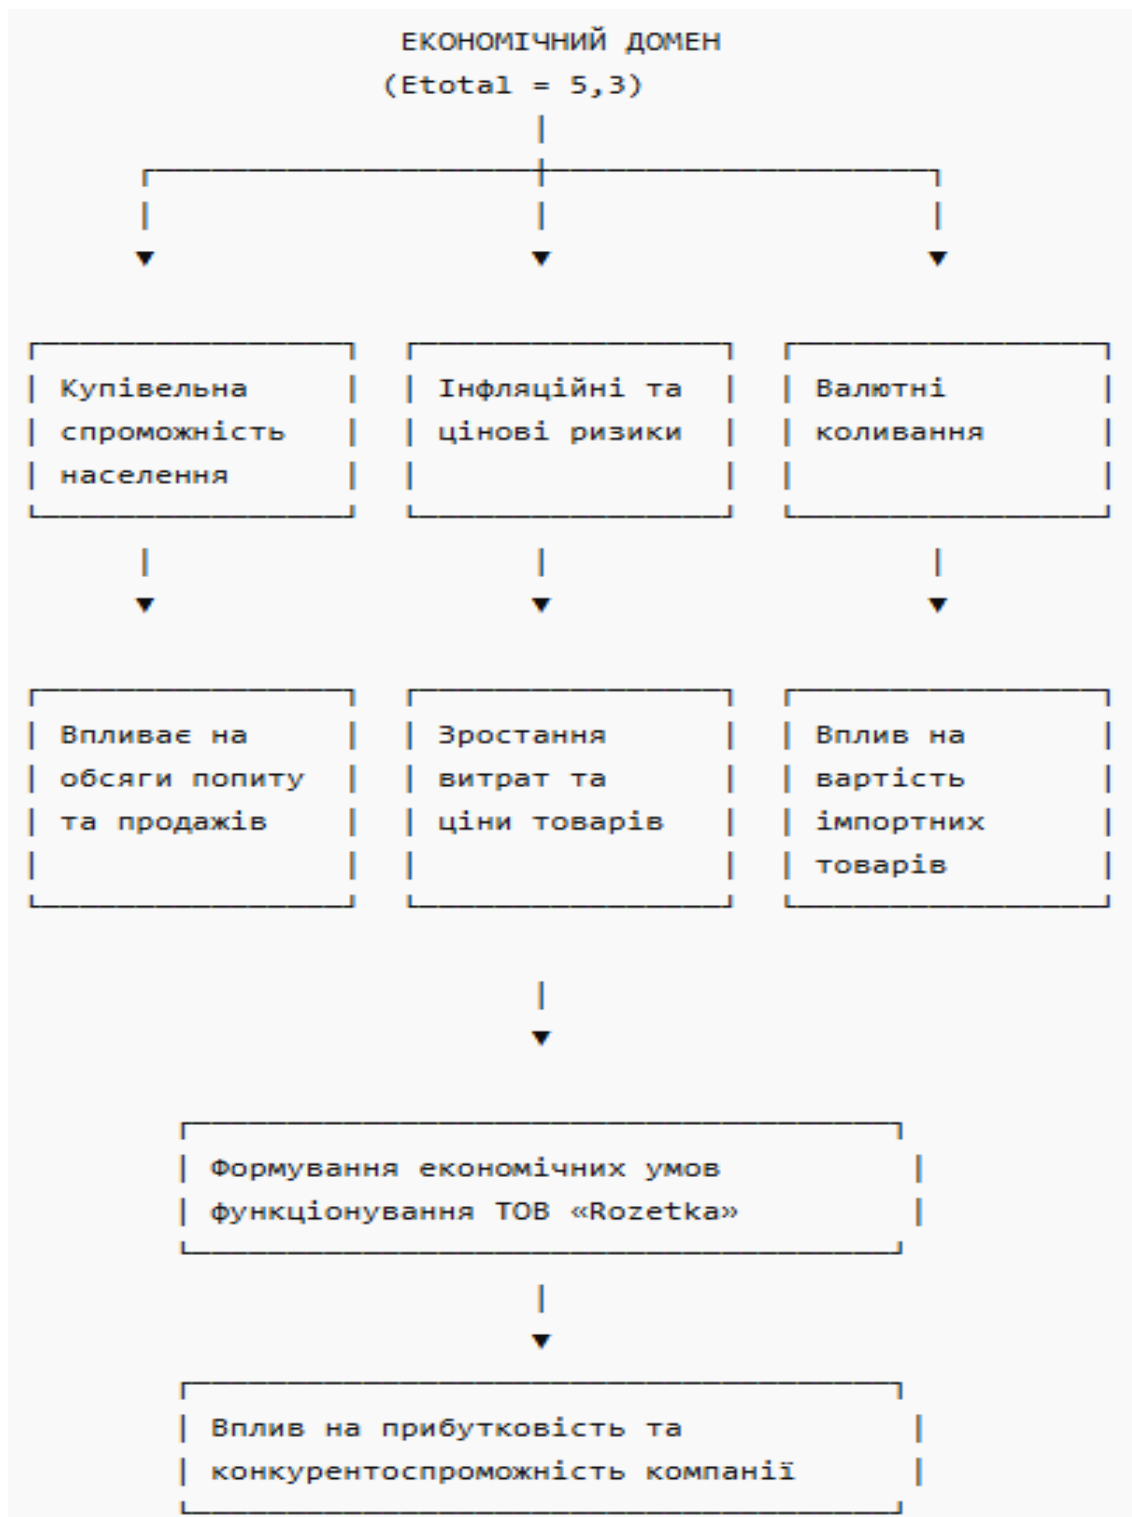 ЕКОНОМІЧНИЙ ДОМЕН
(Etotal = 5,3)
Купівельна
спроможність
населення
Інфляційні та
цінові ризики
Валютні
коливання
Впливає на
обсяги попиту
та продажів
Зростання
витрат та
ціни товарів
Вплив на
вартість
імпортних
товарів
Формування економічних умов
функціонування ТОВ «Rozetka»
Вплив на прибутковість та
конкурентоспроможність компанії